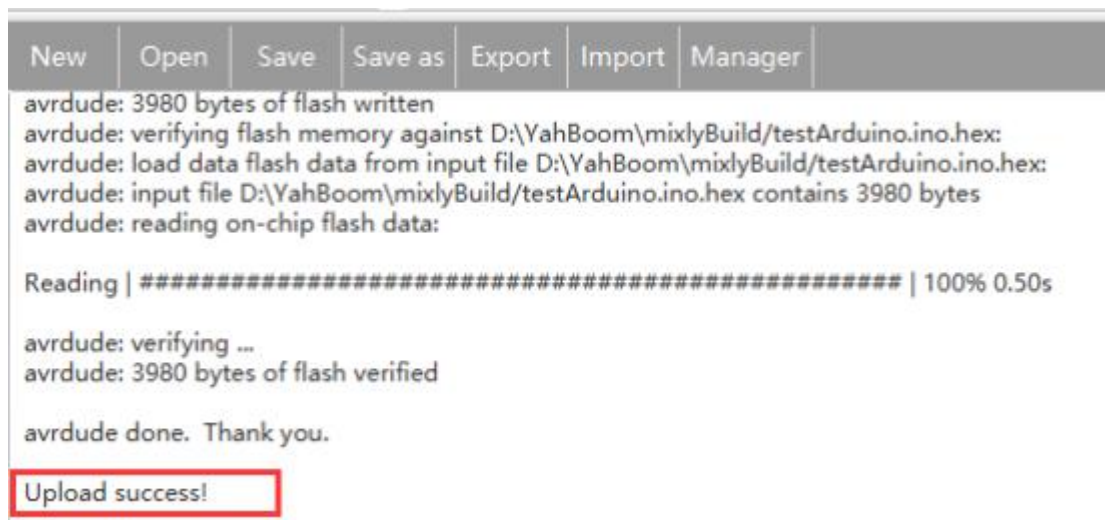 New Open Save Save as Export Import Manager
avrdude: 3980 bytes of flash written
avrdude: verifying flash memory against D:\YahBoom\mixlyBuild/testArduino.ino.hex:
avrdude: load data flash data from input file D:\YahBoom\mixlyBuild/testArduino.ino.hex:
avrdude: input file D:\YahBoom\mixlyBuild/testArduino.ino.hex contains 3980 bytes
avrdude: reading on-chip flash data:
Reading | ################################################## | 100% 0.50s
avrdude: verifying ...
avrdude: 3980 bytes of flash verified
avrdude done.  Thank you.
Upload success!